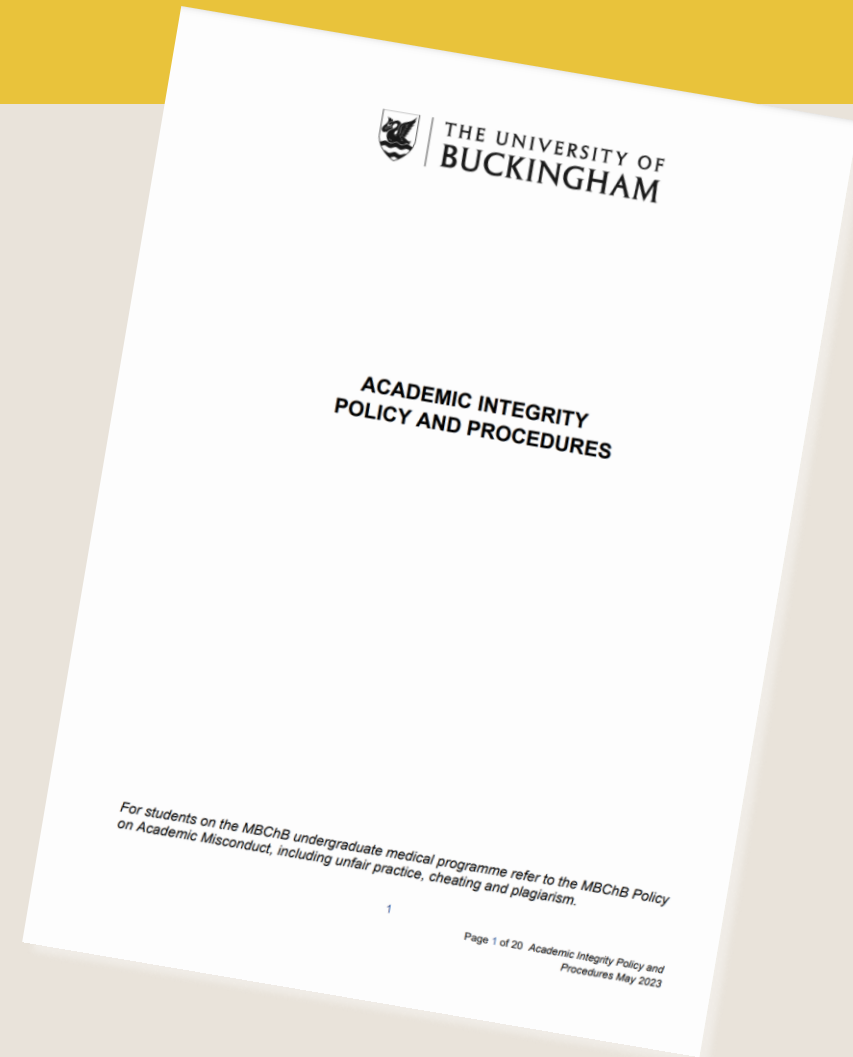 THE UNIVERSITY OF
BUCKINGHAM
ACADEMIC INTEGRITY
POLICY AND PROCEDURES
For students on the MBChB undergraduate medical programme refer to the MBChB Policy
on Academic Misconduct, including unfair practice, cheating and plagiarism.
1
Page 1 of 20 Academic Integrity Policy and
Procedures May 2023